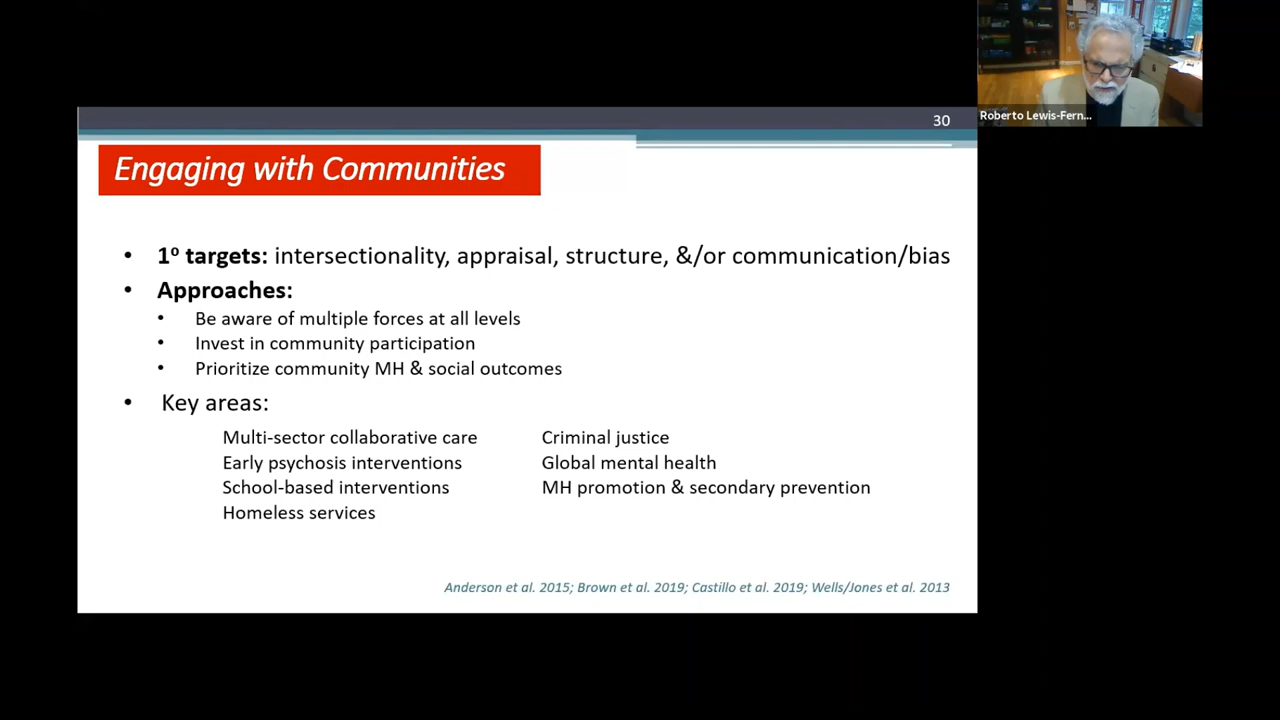 30
Roberto Lewis-Fern...
Engaging with Communities
• 1º targets: intersectionality, appraisal, structure, &/or communication/bias
• Approaches:
• Be aware of multiple forces at all levels
• Invest in community participation
• Prioritize community MH & social outcomes
• Key areas:
Multi-sector collaborative care
Early psychosis interventions
School-based interventions
Homeless services
Criminal justice
Global mental health
MH promotion & secondary prevention
Anderson et al. 2015; Brown et al. 2019; Castillo et al. 2019; Wells/Jones et al. 2013